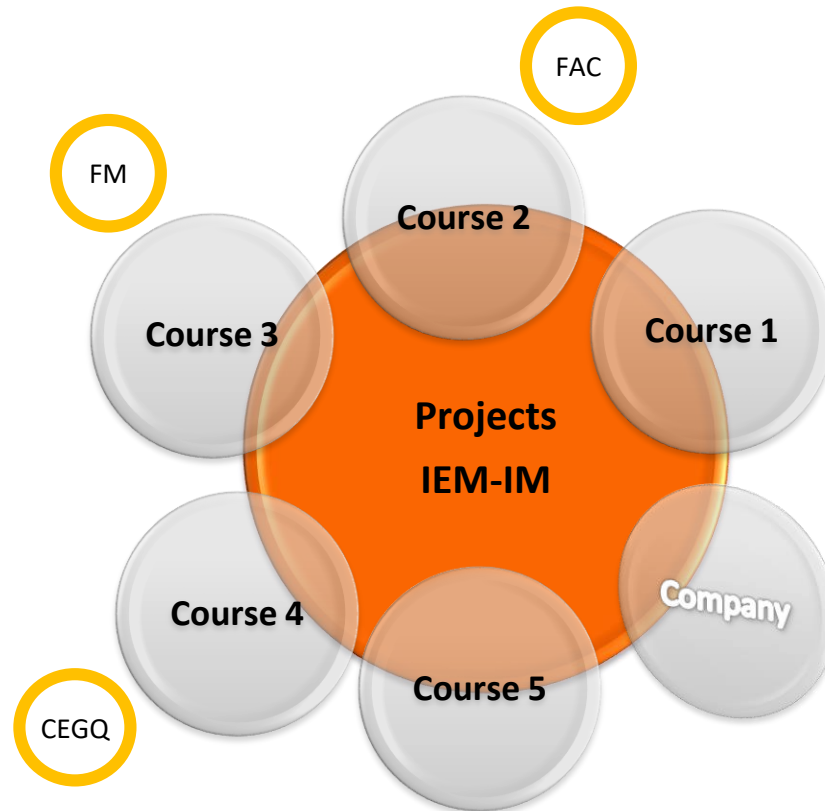 FAC
FM
Course 2
Course 3
Course 1
Projects
IEM-IM
Company
Course 4
Course 5
CEGQ